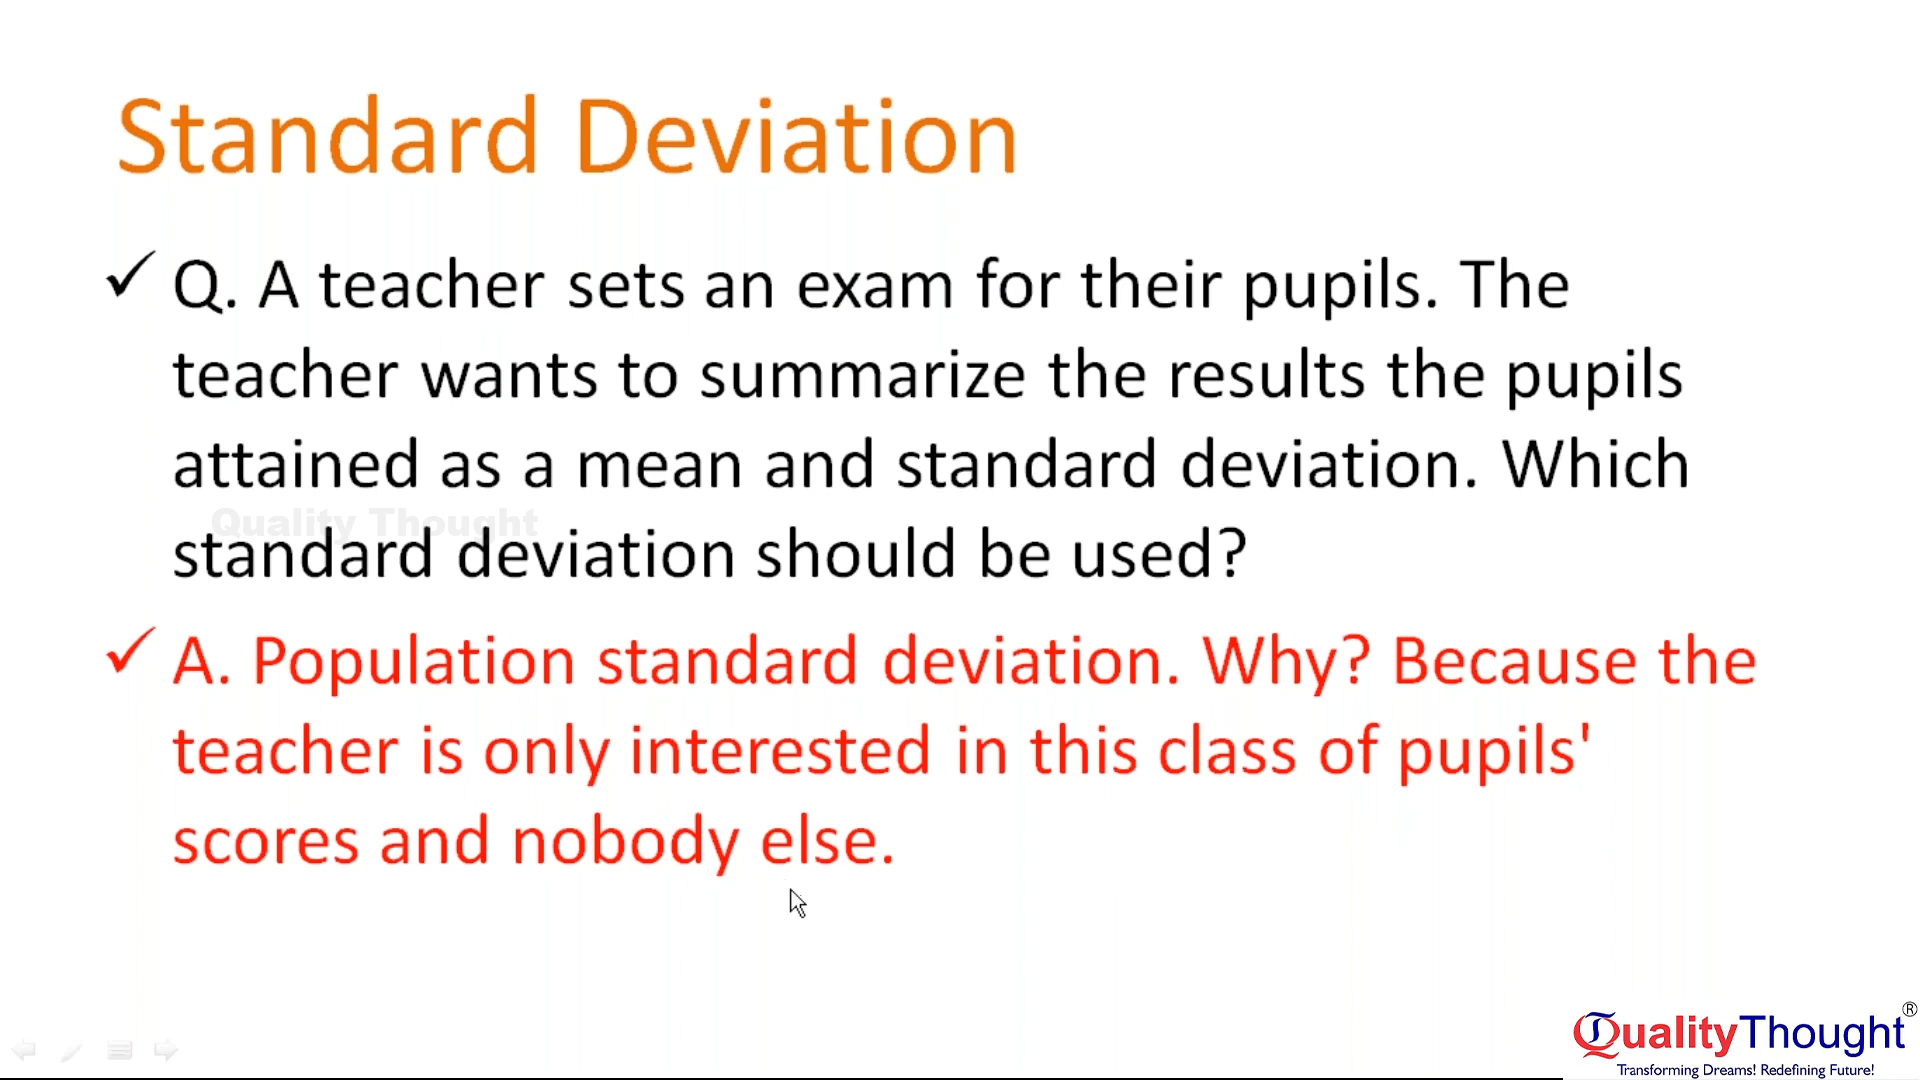 Standard Deviation
✓ Q. A teacher sets an exam for their pupils. The
teacher wants to summarize the results the pupils
attained as a mean and standard deviation. Which
Quality Thought
standard deviation should be used?
✓ A. Population standard deviation. Why? Because the
teacher is only interested in this class of pupils'
scores and nobody else.
QualityThought®
Transforming Dreams! Redefining Future!